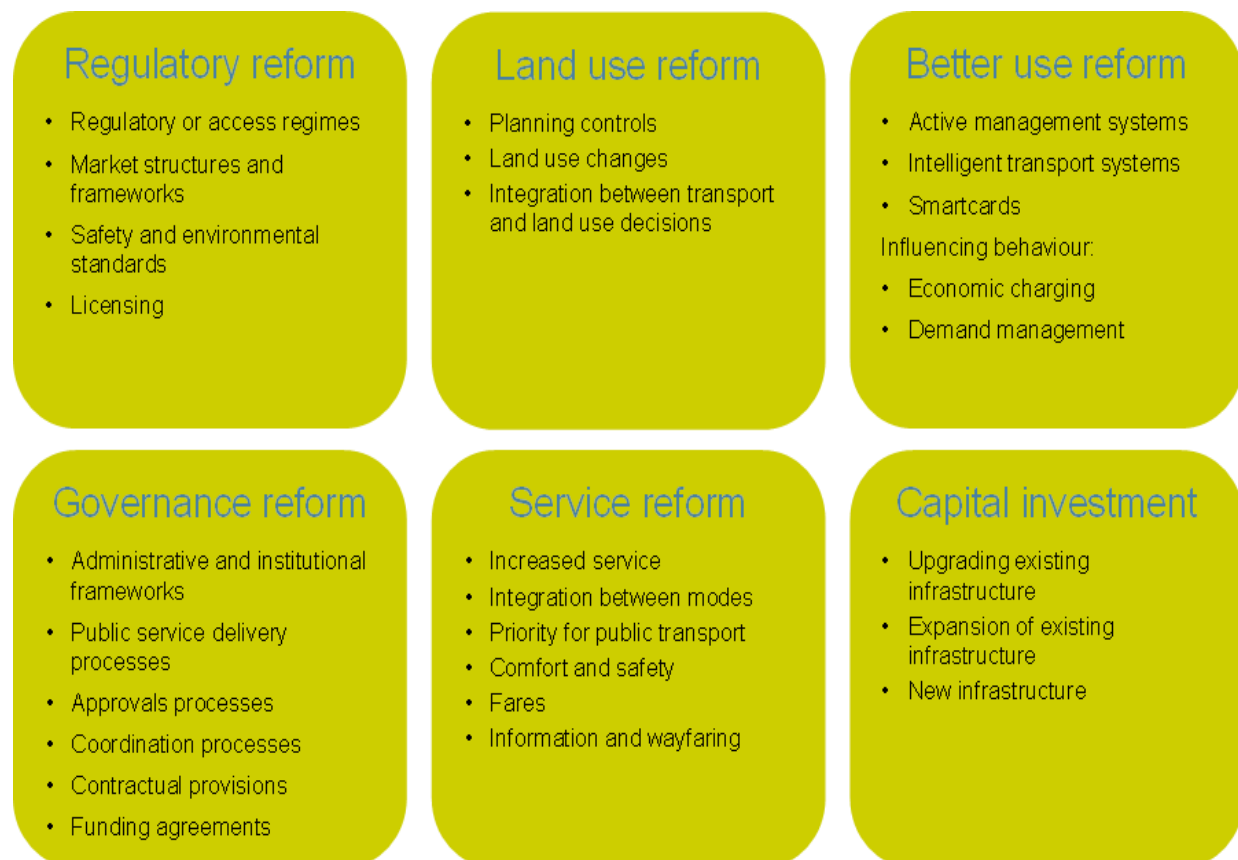 Regulatory reform
• Regulatory or access regimes
• Market structures and
frameworks
• Safety and environmental
standards
• Licensing
Land use reform
• Planning controls
• Land use changes
• Integration between transport
and land use decisions
Better use reform
• Active management systems
• Intelligent transport systems
• Smartcards
Influencing behaviour:
• Economic charging
• Demand management
Governance reform
• Administrative and institutional
frameworks
• Public service delivery
processes
• Approvals processes
• Coordination processes
• Contractual provisions
• Funding agreements
Service reform
• Increased service
• Integration between modes
• Priority for public transport
• Comfort and safety
• Fares
• Information and wayfaring
Capital investment
• Upgrading existing
infrastructure
• Expansion of existing
infrastructure
• New infrastructure